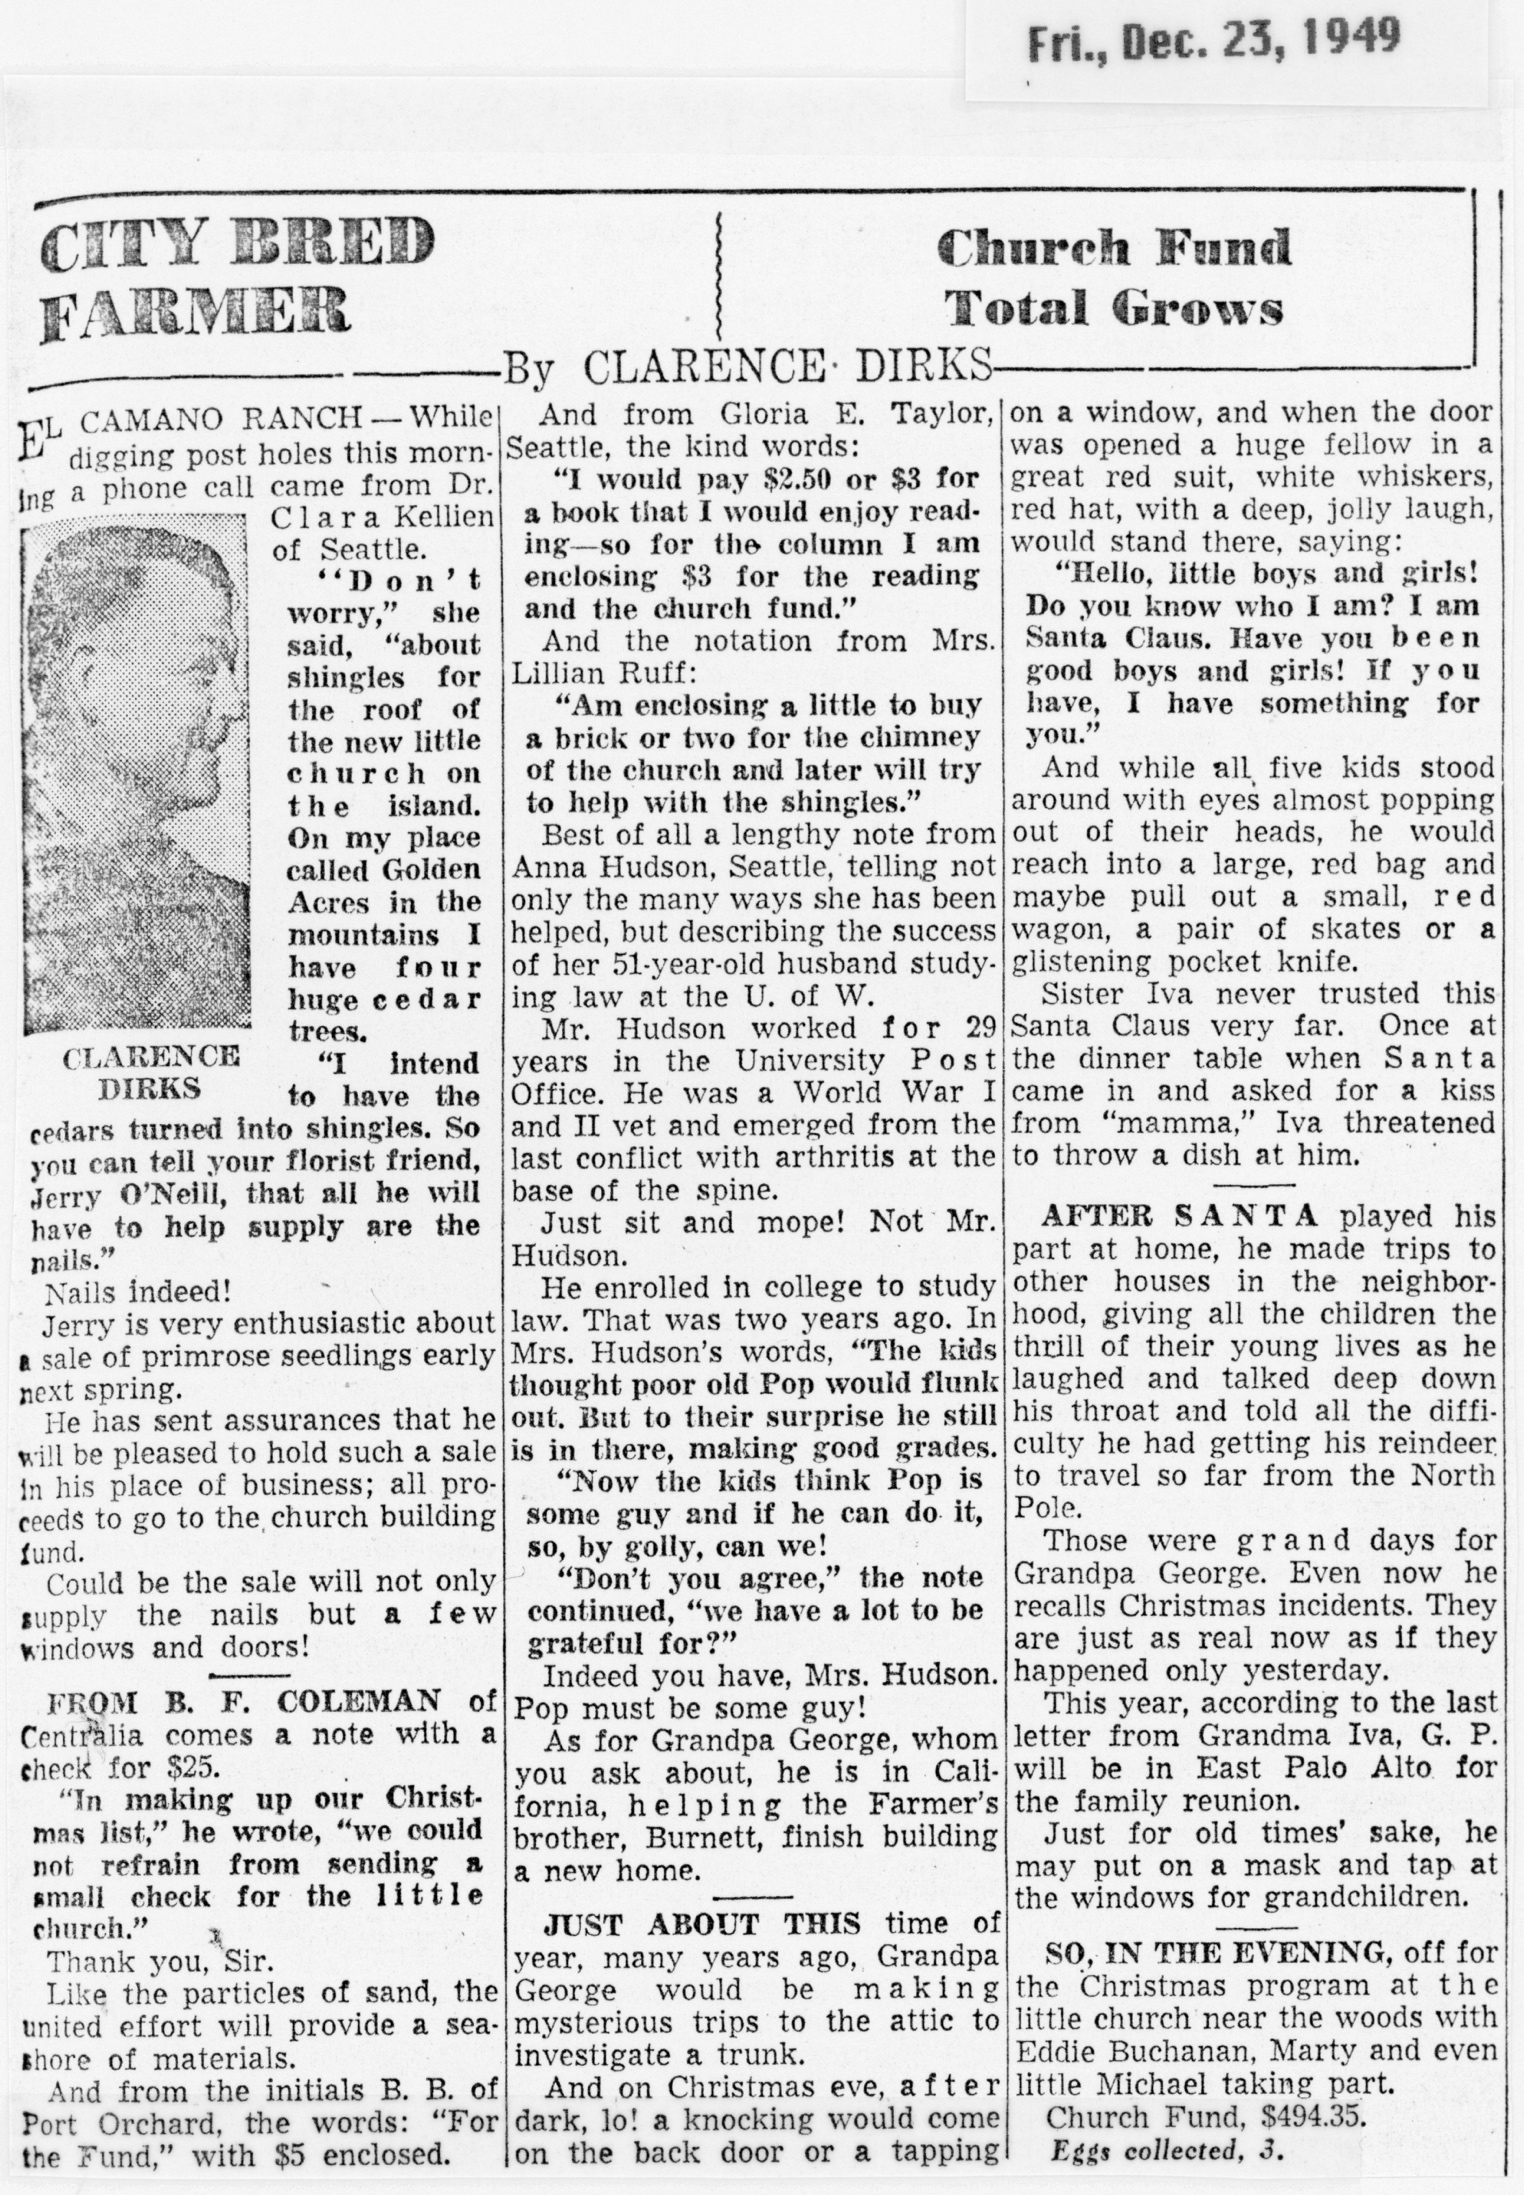 Fri., Dec. 23, 1949
CITY BRED
FARMER
Church Fund
Total Grows
By CLARENCE DIRKS
EL CAMANO RANCH — While
digging post holes this morn-
ing a phone call came from Dr.
Clara Kellien
of Seattle.
"Don't
worry," she
said, "about
shingles for
the roof of
the new little
church on
the island.
On my place
called Golden
Acres in the
mountains I
have four
huge cedar
trees.
CLARENCE
DIRKS
"I intend
to have the
cedars turned into shingles. So
you can tell your florist friend,
Jerry O'Neill, that all he will
have to help supply are the
nails."
Nails indeed!
Jerry is very enthusiastic about
a sale of primrose seedlings early
next spring.
He has sent assurances that he
will be pleased to hold such a sale
in his place of business; all pro-
ceeds to go to the church building
fund.
Could be the sale will not only
supply the nails but a few
windows and doors!
FROM B. F. COLEMAN of
Centralia comes a note with a
check for $25.
"In making up our Christ-
mas list," he wrote, "we could
not refrain from sending a
small check for the little
church."
Thank you, Sir.
Like the particles of sand, the
united effort will provide a sea-
shore of materials.
And from the initials B. B. of
Port Orchard, the words: "For
the Fund," with $5 enclosed.
And from Gloria E. Taylor,
Seattle, the kind words:
"I would pay $2.50 or $3 for
a book that I would enjoy read-
ing—so for the column I am
enclosing $3 for the reading
and the church fund."
And the notation from Mrs.
Lillian Ruff:
"Am enclosing a little to buy
a brick or two for the chimney
of the church and later will try
to help with the shingles."
Best of all a lengthy note from
Anna Hudson, Seattle, telling not
only the many ways she has been
helped, but describing the success
of her 51-year-old husband study-
ing law at the U. of W.
Mr. Hudson worked for 29
years in the University Post
Office. He was a World War I
and II vet and emerged from the
last conflict with arthritis at the
base of the spine.
Just sit and mope! Not Mr.
Hudson.
He enrolled in college to study
law. That was two years ago. In
Mrs. Hudson's words, "The kids
thought poor old Pop would flunk
out. But to their surprise he still
is in there, making good grades.
"Now the kids think Pop is
some guy and if he can do it,
so, by golly, can we!
"Don't you agree," the note
continued, "we have a lot to be
grateful for?"
Indeed you have, Mrs. Hudson.
Pop must be some guy!
As for Grandpa George, whom
you ask about, he is in Cali-
fornia, helping the Farmer's
brother, Burnett, finish building
a new home.
JUST ABOUT THIS time of
year, many years ago, Grandpa
George would be making
mysterious trips to the attic to
investigate a trunk.
And on Christmas eve, after
dark, lo! a knocking would come
on the back door or a tapping
on a window, and when the door
was opened a huge fellow in a
great red suit, white whiskers,
red hat, with a deep, jolly laugh,
would stand there, saying:
"Hello, little boys and girls!
Do you know who I am? I am
Santa Claus. Have you been
good boys and girls! If you
have, I have something for
you."
And while all five kids stood
around with eyes almost popping
out of their heads, he would
reach into a large, red bag and
maybe pull out a small, red
wagon, a pair of skates or a
glistening pocket knife.
Sister Iva never trusted this
Santa Claus very far. Once at
the dinner table when Santa
came in and asked for a kiss
from "mamma," Iva threatened
to throw a dish at him.
AFTER SANTA played his
part at home, he made trips to
other houses in the neighbor-
hood, giving all the children the
thrill of their young lives as he
laughed and talked deep down
his throat and told all the diffi-
culty he had getting his reindeer
to travel so far from the North
Pole.
Those were grand days for
Grandpa George. Even now he
recalls Christmas incidents. They
are just as real now as if they
happened only yesterday.
This year, according to the last
letter from Grandma Iva, G. P.
will be in East Palo Alto for
the family reunion.
Just for old times' sake, he
may put on a mask and tap at
the windows for grandchildren.
SO, IN THE EVENING, off for
the Christmas program at the
little church near the woods with
Eddie Buchanan, Marty and even
little Michael taking part.
Church Fund, $494.35.
Eggs collected, 3.